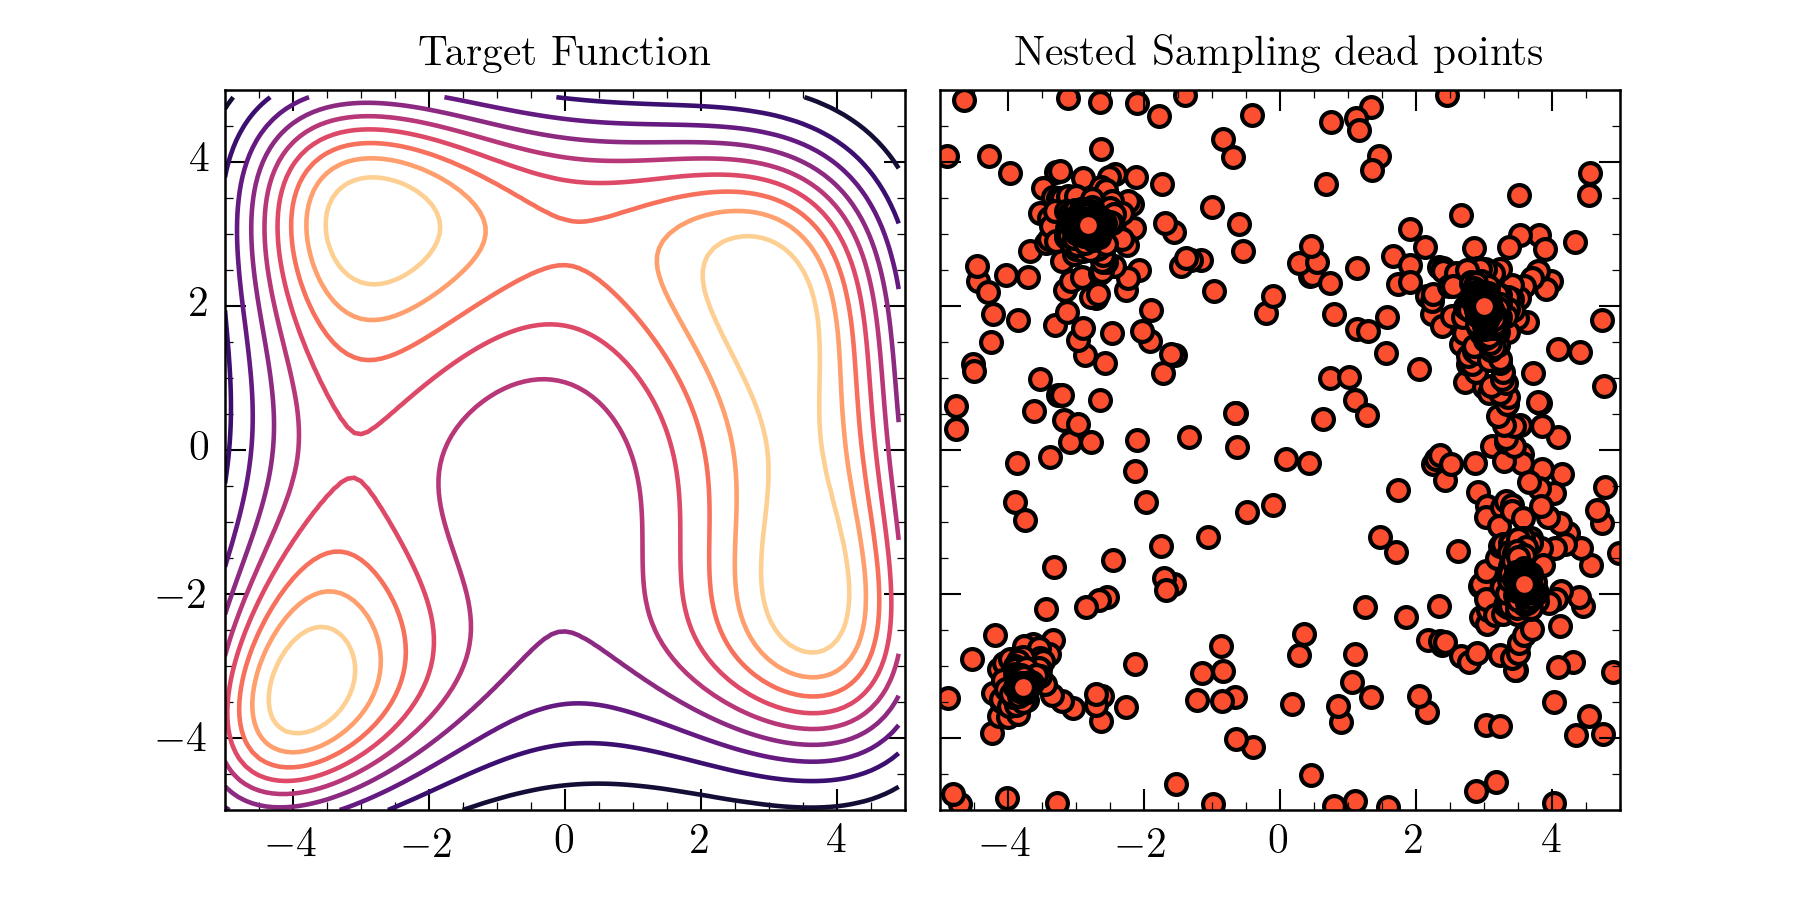 Target Function
Nested Sampling dead points
4
2
0
−2
−4
−4 −2 0 2 4
−4 −2 0 2 4